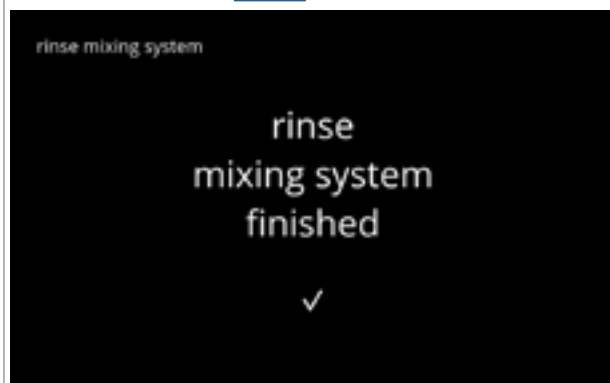 rinse mixing system
rinse
mixing system
finished